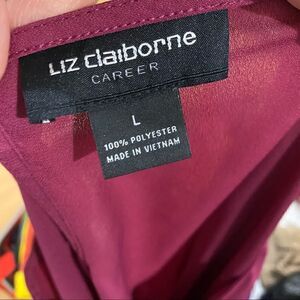 LIZ claiborne
CAREER
L
100% POLYESTER
MADE IN VIETNAM